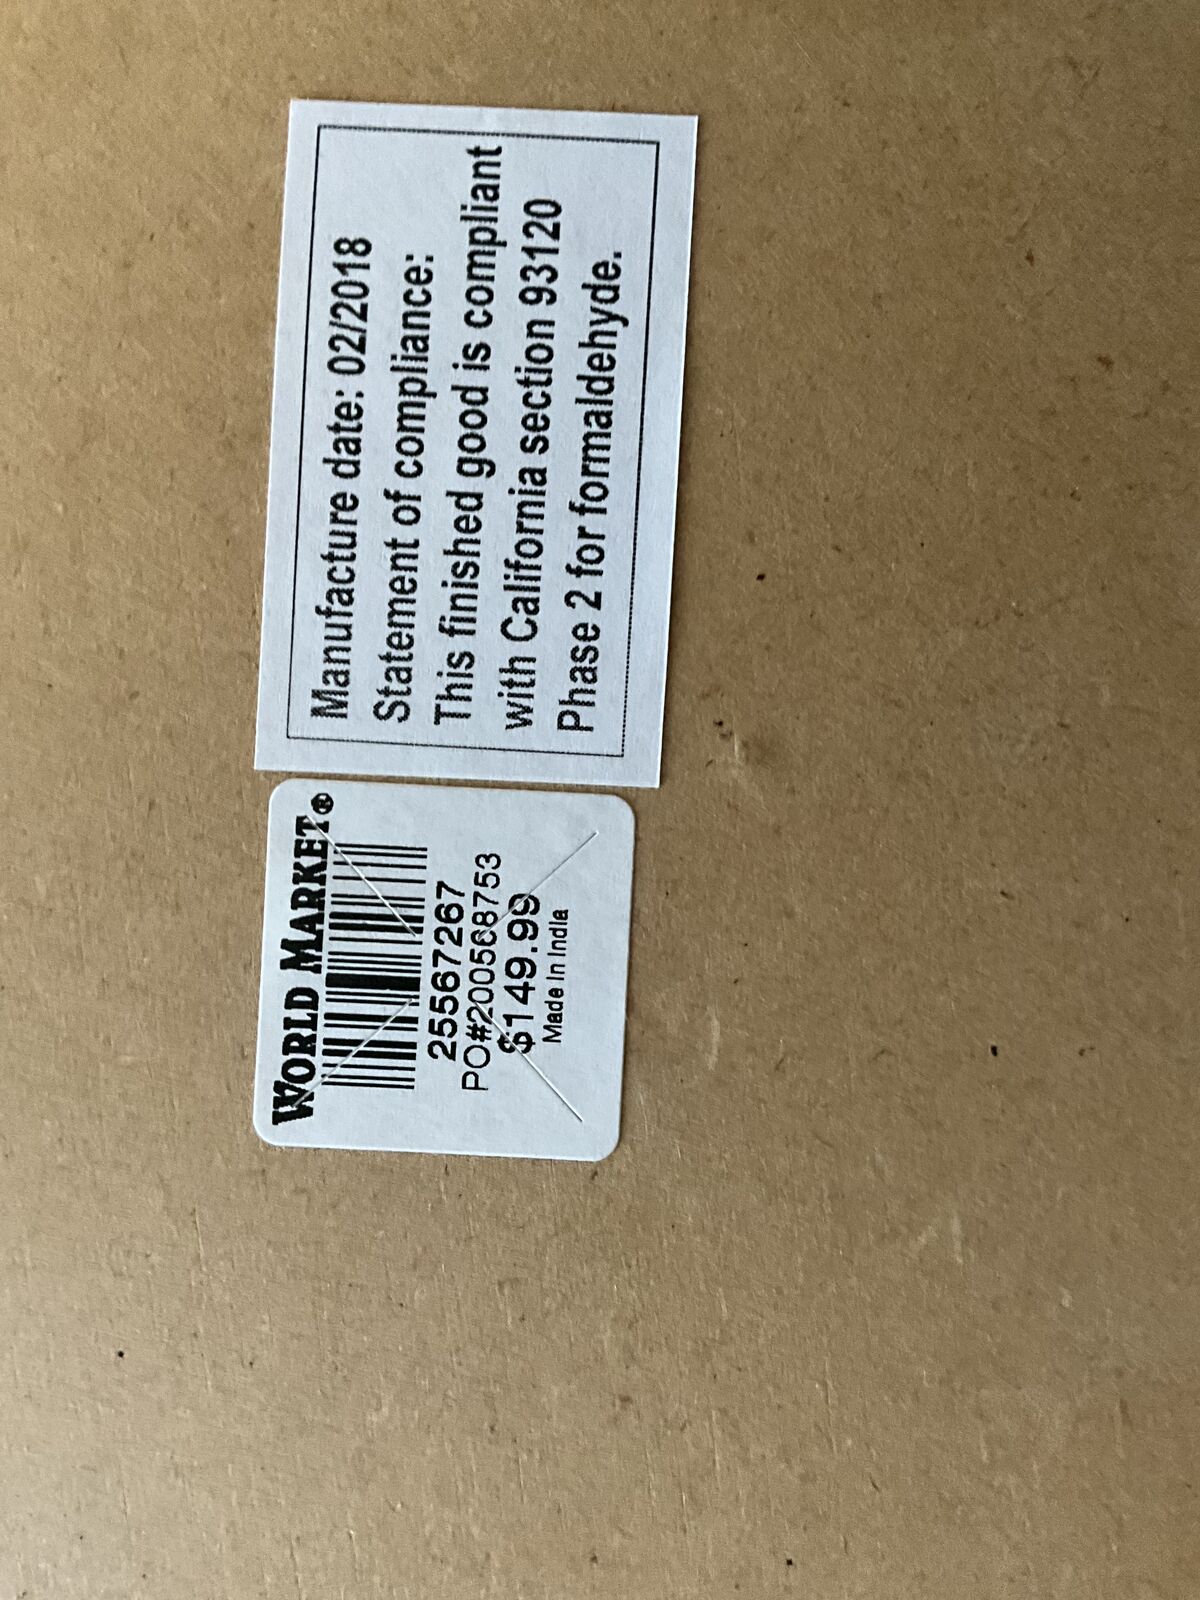 Manufacture date: 02/2018
Statement of compliance:
This finished good is compliant
with California section 93120
Phase 2 for formaldehyde.
WORLD MARKET®
25567267
PO#200568753
$149.99
Made In India